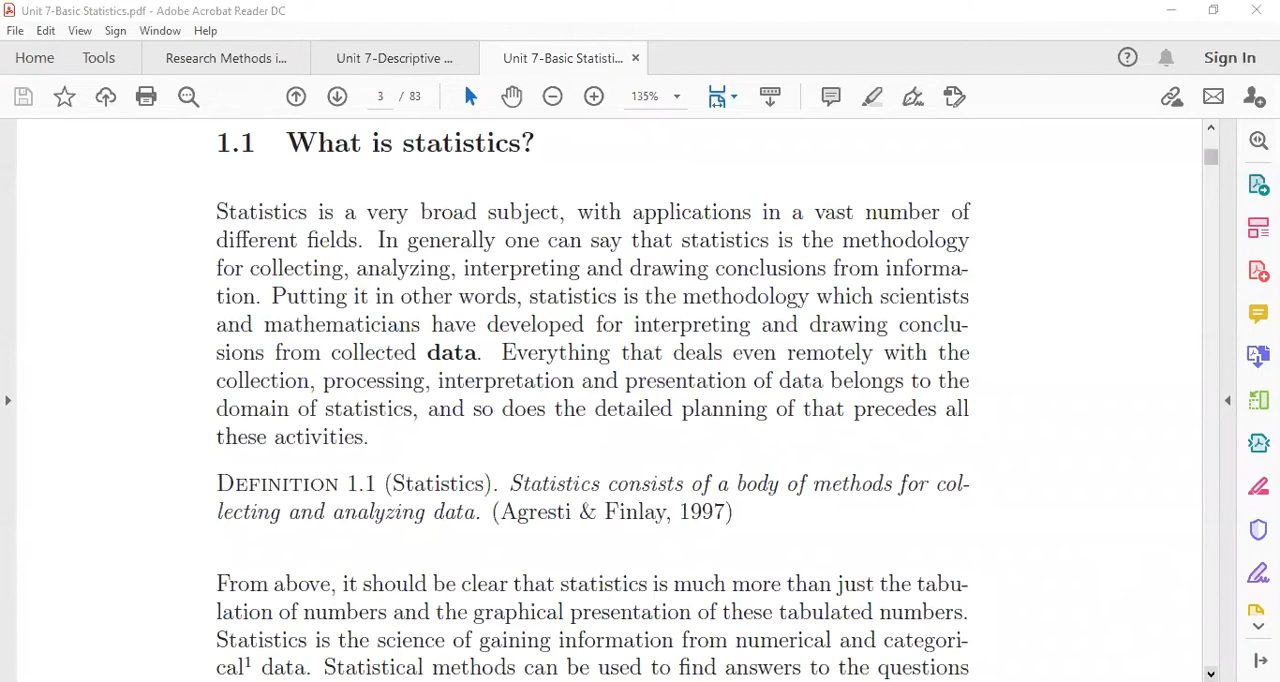 Unit 7-Basic Statistics.pdf - Adobe Acrobat Reader DC
File Edit View Sign Window Help
Home Tools Research Methods i... Unit 7-Descriptive ... Unit 7-Basic Statisti... × Sign In
3 / 83 135%
1.1 What is statistics?
Statistics is a very broad subject, with applications in a vast number of
different fields. In generally one can say that statistics is the methodology
for collecting, analyzing, interpreting and drawing conclusions from informa-
tion. Putting it in other words, statistics is the methodology which scientists
and mathematicians have developed for interpreting and drawing conclu-
sions from collected data. Everything that deals even remotely with the
collection, processing, interpretation and presentation of data belongs to the
domain of statistics, and so does the detailed planning of that precedes all
these activities.
Definition 1.1 (Statistics). Statistics consists of a body of methods for col-
lecting and analyzing data. (Agresti & Finlay, 1997)
From above, it should be clear that statistics is much more than just the tabu-
lation of numbers and the graphical presentation of these tabulated numbers.
Statistics is the science of gaining information from numerical and categori-
cal¹ data. Statistical methods can be used to find answers to the questions